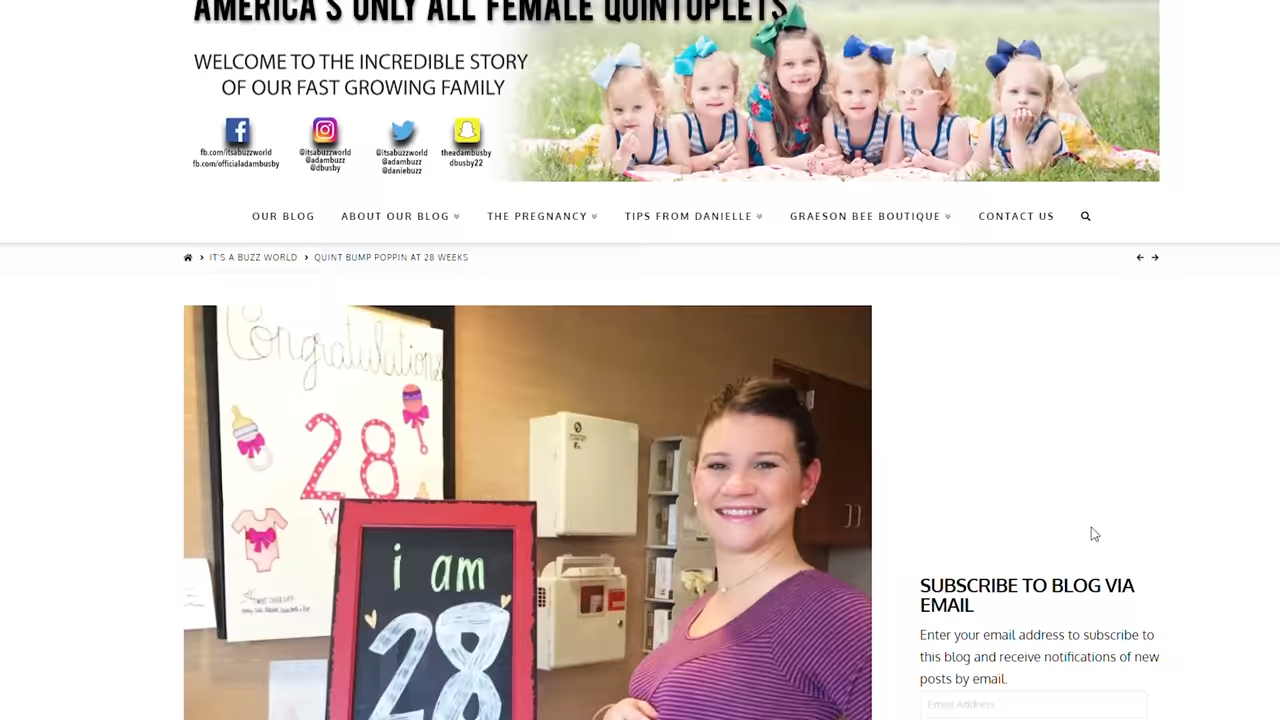 AMERICA'S ONLY ALL FEMALE QUINTUPLETS
WELCOME TO THE INCREDIBLE STORY
OF OUR FAST GROWING FAMILY
fb.com/itsabuzzworld
fb.com/officialadambusby
@itsabuzzworld
@adambuzz
@dbusby
@itsabuzzworld
@adambuzz
@daniebuzz
theadambusby
dbusby22
OUR BLOG
ABOUT OUR BLOG
THE PREGNANCY
TIPS FROM DANIELLE
GRAESON BEE BOUTIQUE
CONTACT US
IT'S A BUZZ WORLD
QUINT BUMP POPPIN AT 28 WEEKS
Congratulations
28
W
i am
28
SUBSCRIBE TO BLOG VIA
EMAIL
Enter your email address to subscribe to
this blog and receive notifications of new
posts by email.
Email Address